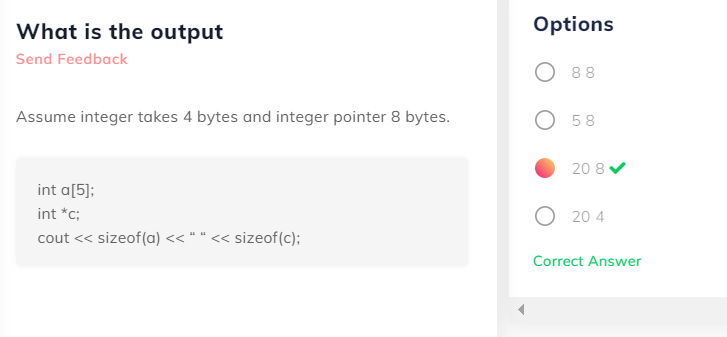 What is the output
Send Feedback
Assume integer takes 4 bytes and integer pointer 8 bytes.
int a[5];
int *c;
cout << sizeof(a) << “ “ << sizeof(c);
Options
8 8
5 8
20 8
20 4
Correct Answer